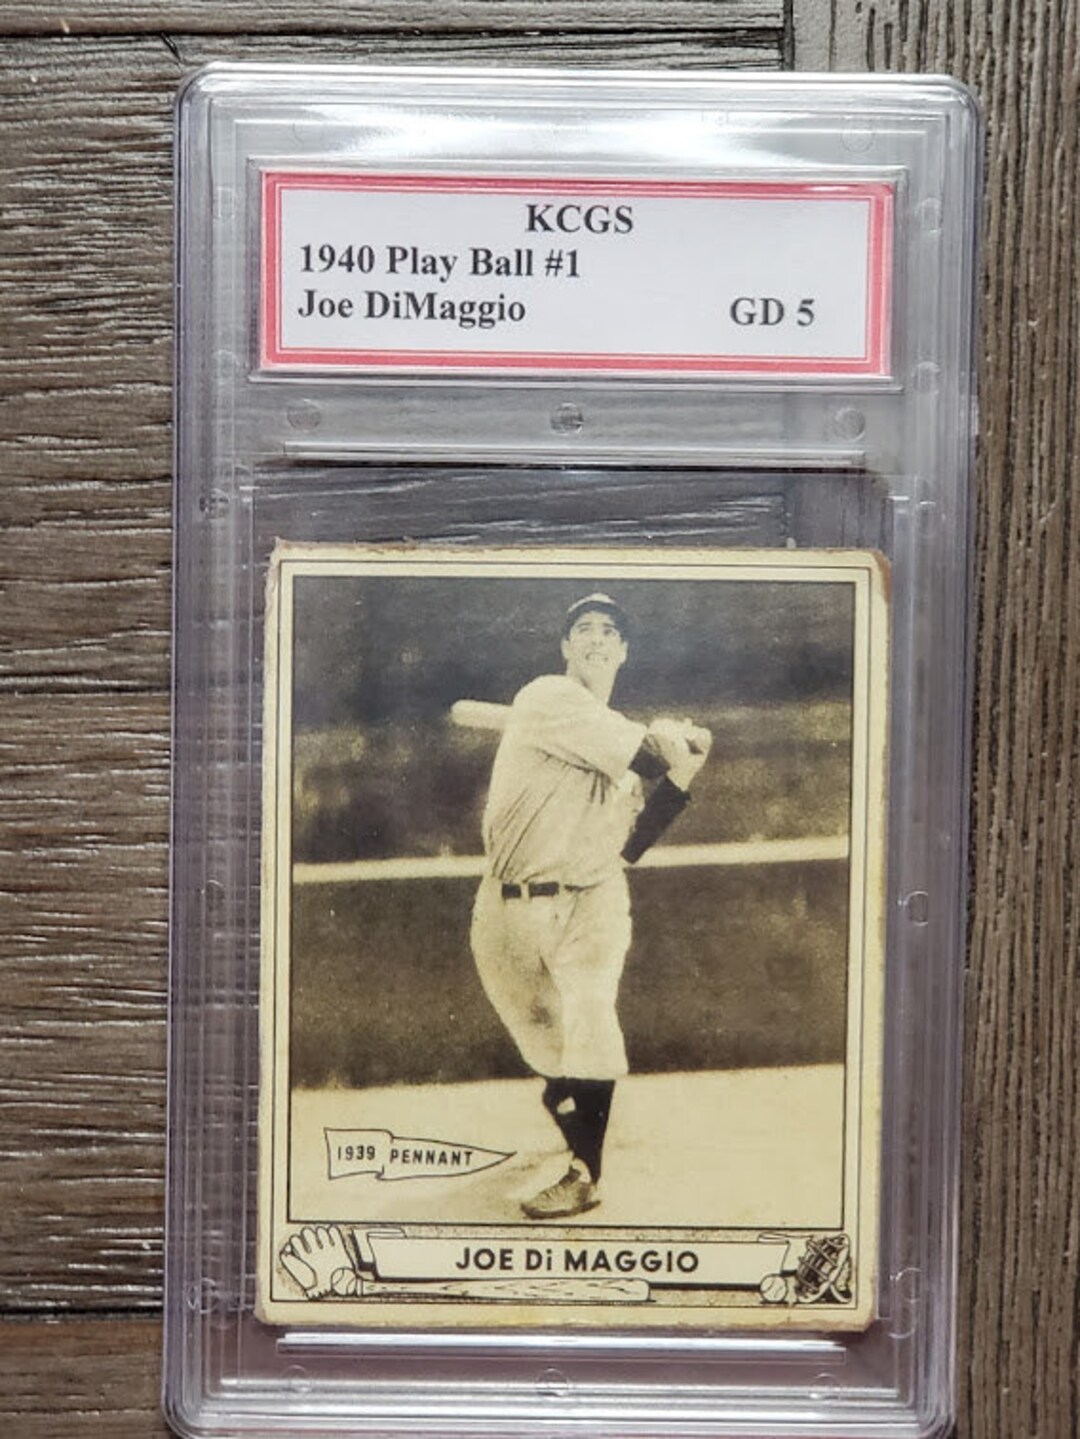 KCGS
1940 Play Ball #1
Joe DiMaggio
GD 5
1939 PENNANT
JOE Di MAGGIO